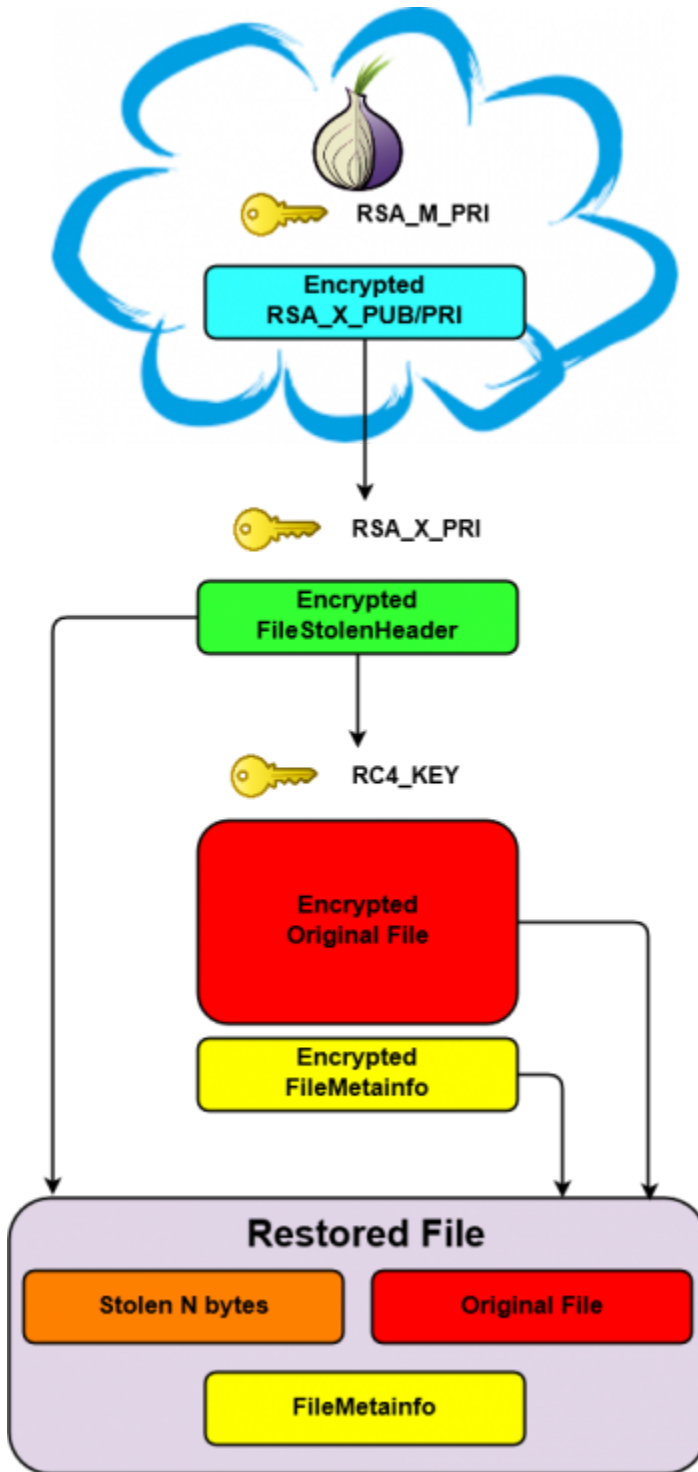 RSA_M_PRI
Encrypted
RSA_X_PUB/PRI
RSA_X_PRI
Encrypted
FileStolenHeader
RC4_KEY
Encrypted
Original File
Encrypted
FileMetainfo
Restored File
Stolen N bytes
Original File
FileMetainfo